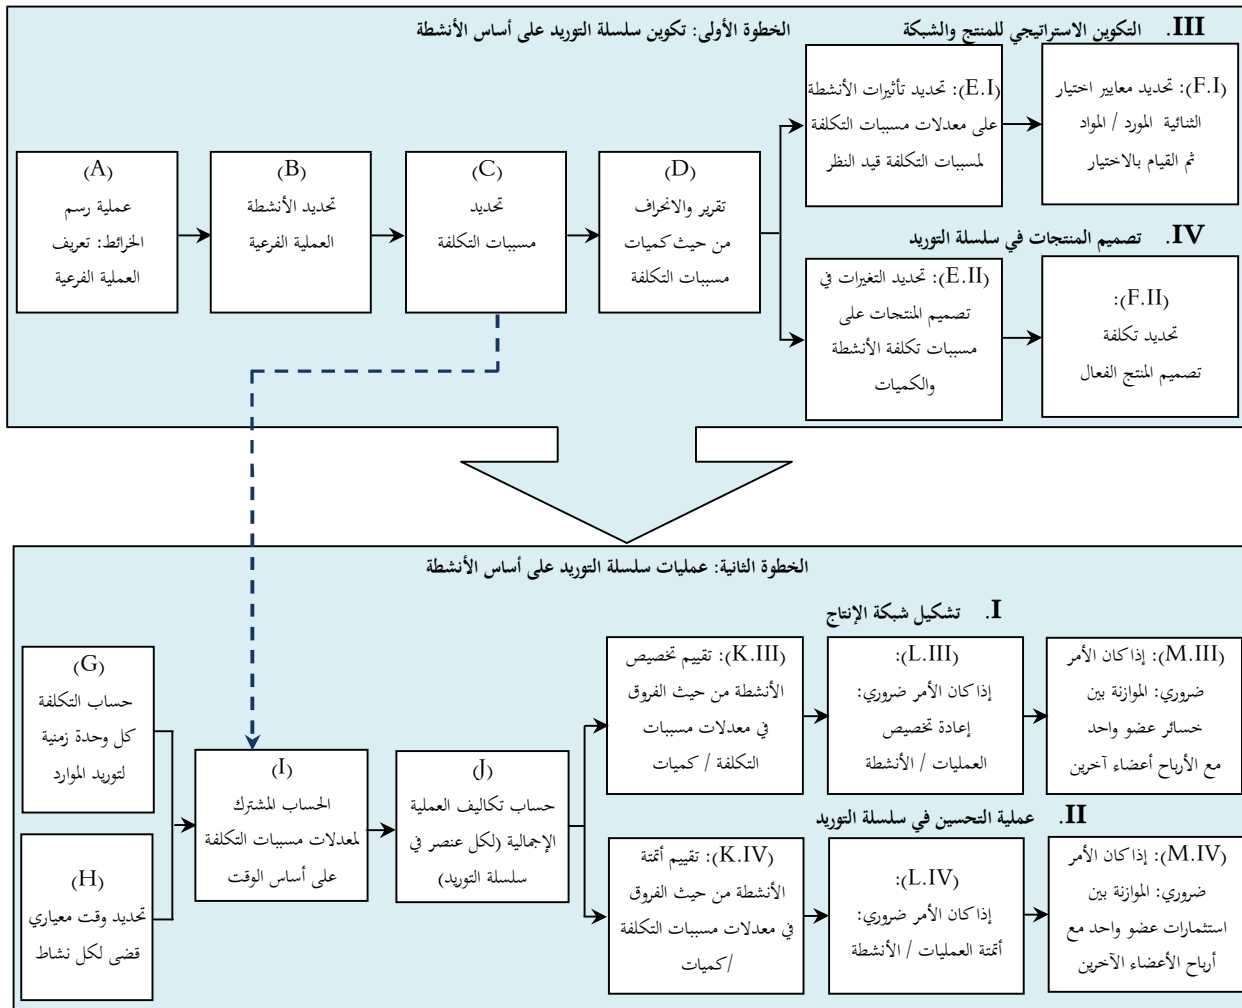 الخطوة الأولى: تكوين سلسلة التوريد على أساس الأنشطة
III. التكوين الاستراتيجي للمنتج والشبكة
(A)
عملية رسم
الخرائط: تعريف
العملية الفرعية
(B)
تحديد الأنشطة
العملية الفرعية
(C)
تحديد
مسببات التكلفة
(D)
تقرير والانحراف
من حيث كميات
مسببات التكلفة
(E.I): تحديد تأثيرات الأنشطة
على معدلات مسببات التكلفة
لمسببات التكلفة قيد النظر
(F.I): تحديد معايير اختيار
الثنائية المورد / المواد
ثم القيام بالاختيار
IV. تصميم المنتجات في سلسلة التوريد
(E.II): تحديد التغيرات في
تصميم المنتجات على
مسببات تكلفة الأنشطة
والكميات
(F.II):
تحديد تكلفة
تصميم المنتج الفعال
الخطوة الثانية: عمليات سلسلة التوريد على أساس الأنشطة
I. تشكيل شبكة الإنتاج
(G)
حساب التكلفة
كل وحدة زمنية
لتوريد الموارد
(H)
تحديد وقت معياري
قضى لكل نشاط
(I)
الحساب المشترك
لمعدلات مسببات التكلفة
على أساس الوقت
(J)
حساب تكاليف العملية
الإجمالية (لكل عنصر في
سلسلة التوريد)
(K.III): تقييم تخصيص
الأنشطة من حيث الفروق
في معدلات مسببات
التكلفة / كميات
(L.III):
إذا كان الأمر ضروري:
إعادة تخصيص
العمليات / الأنشطة
(M.III): إذا كان الأمر
ضروري: الموازنة بين
خسائر عضو واحد
مع الأرباح أعضاء آخرين
II. عملية التحسين في سلسلة التوريد
(K.IV): تقييم أتمتة
الأنشطة من حيث الفروق
في معدلات مسببات التكلفة
/كميات
(L.IV):
إذا كان الأمر ضروري:
أتمتة العمليات / الأنشطة
(M.IV): إذا كان الأمر
ضروري: الموازنة بين
استثمارات عضو واحد مع
أرباح الأعضاء الآخرين